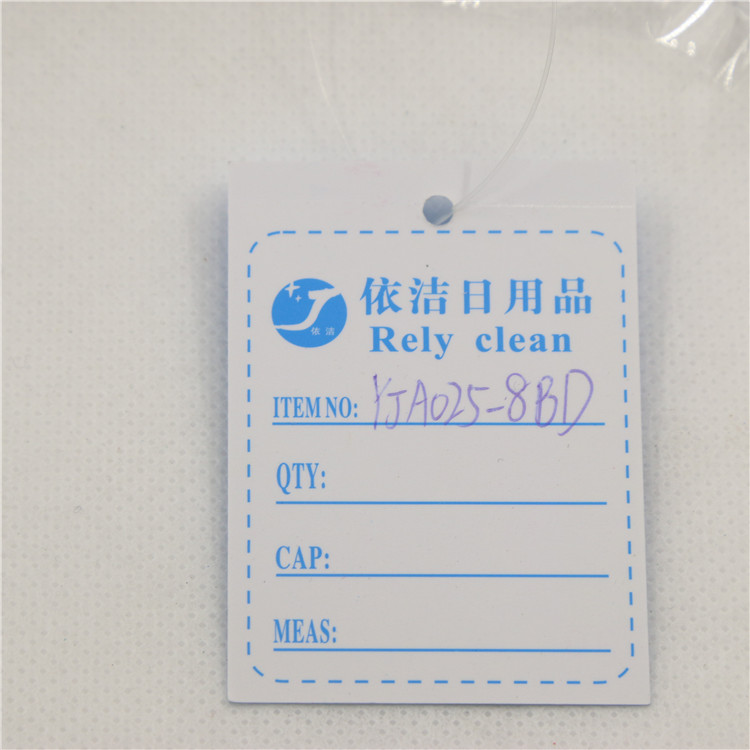 依洁
依洁日用品
Rely clean
ITEM NO: YJA025-8BD
QTY:
CAP:
MEAS: